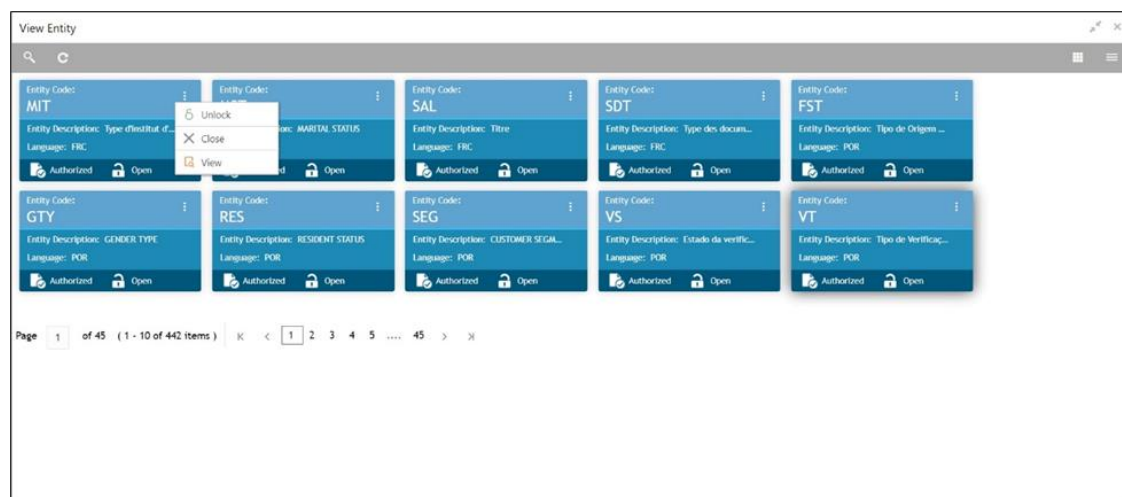 View Entity
Entity Code:
MIT
Entity Description: Type d'institut d'...
Language: FRC
Authorized Open
Unlock
Close
View
Entity Code:
MARITAL STATUS
Open
Entity Code:
SAL
Entity Description: Titre
Language: FRC
Authorized Open
Entity Code:
SDT
Entity Description: Type des docum...
Language: FRC
Authorized Open
Entity Code:
FST
Entity Description: Tipo de Origem ...
Language: POR
Authorized Open
Entity Code:
GTY
Entity Description: GENDER TYPE
Language: POR
Authorized Open
Entity Code:
RES
Entity Description: RESIDENT STATUS
Language: POR
Authorized Open
Entity Code:
SEG
Entity Description: CUSTOMER SEGM...
Language: POR
Authorized Open
Entity Code:
VS
Entity Description: Estado da verific...
Language: POR
Authorized Open
Entity Code:
VT
Entity Description: Tipo de Verificaç...
Language: POR
Authorized Open
Page 1 of 45 ( 1 - 10 of 442 items ) 1 2 3 4 5 .... 45